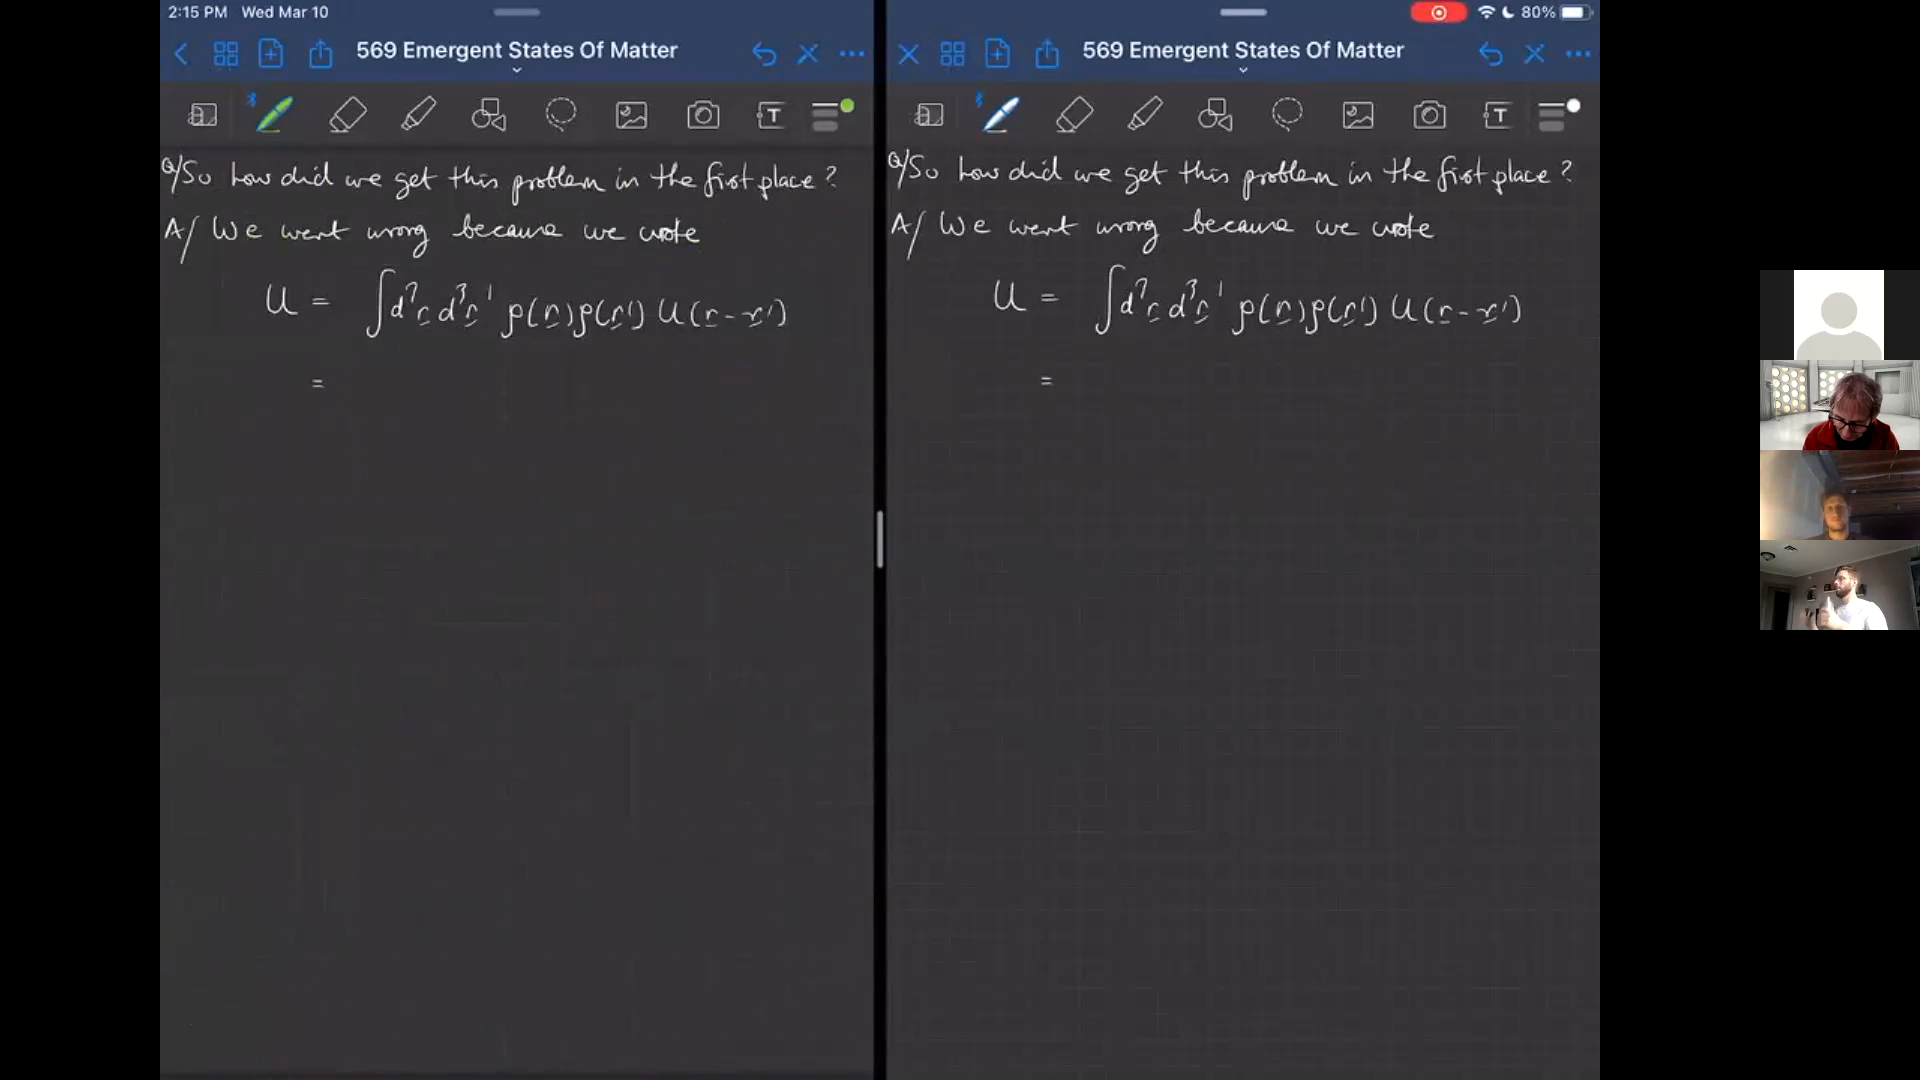 2:15 PM Wed Mar 10
80%
569 Emergent States Of Matter
569 Emergent States Of Matter
Q/ So how did we get this problem in the first place?
A/ We went wrong because we wrote
U = ∫d³r d³r' ρ(r)ρ(r') U(r-r')
=
Q/ So how did we get this problem in the first place?
A/ We went wrong because we wrote
U = ∫d³r d³r' ρ(r)ρ(r') U(r-r')
=